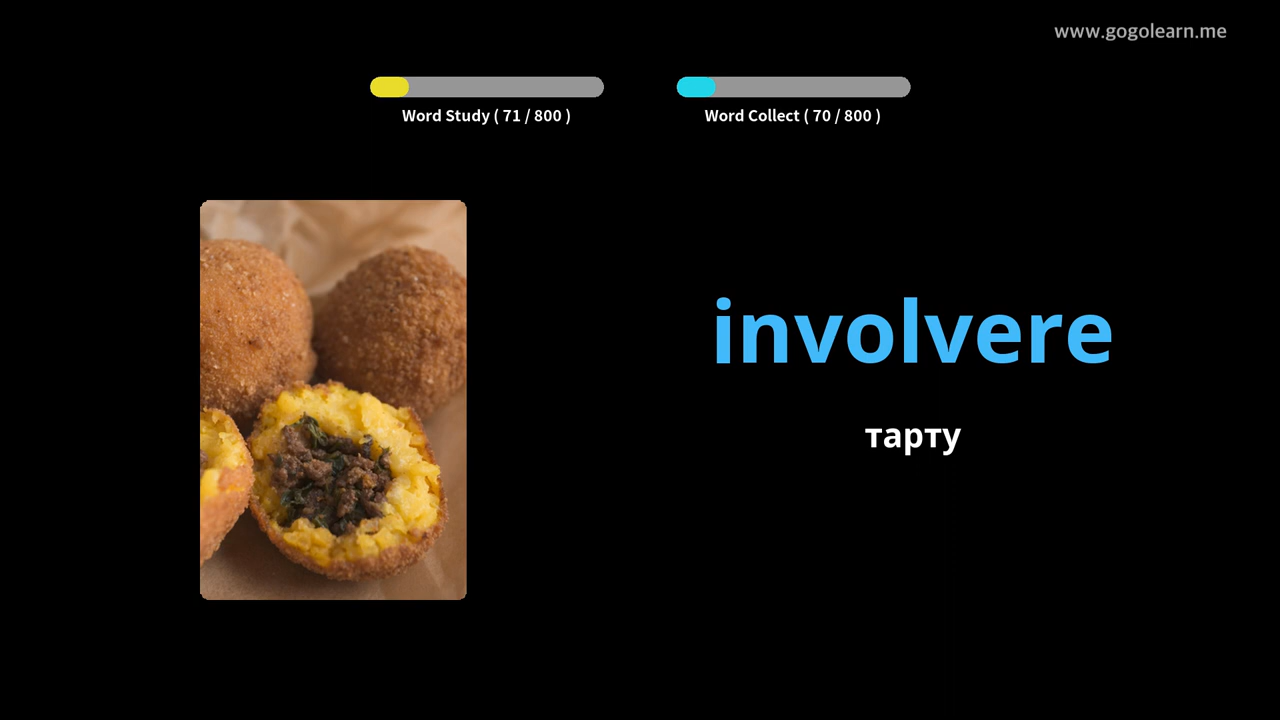 www.gogolearn.me
Word Study ( 71 / 800 )
Word Collect ( 70 / 800 )
involvere
тарту